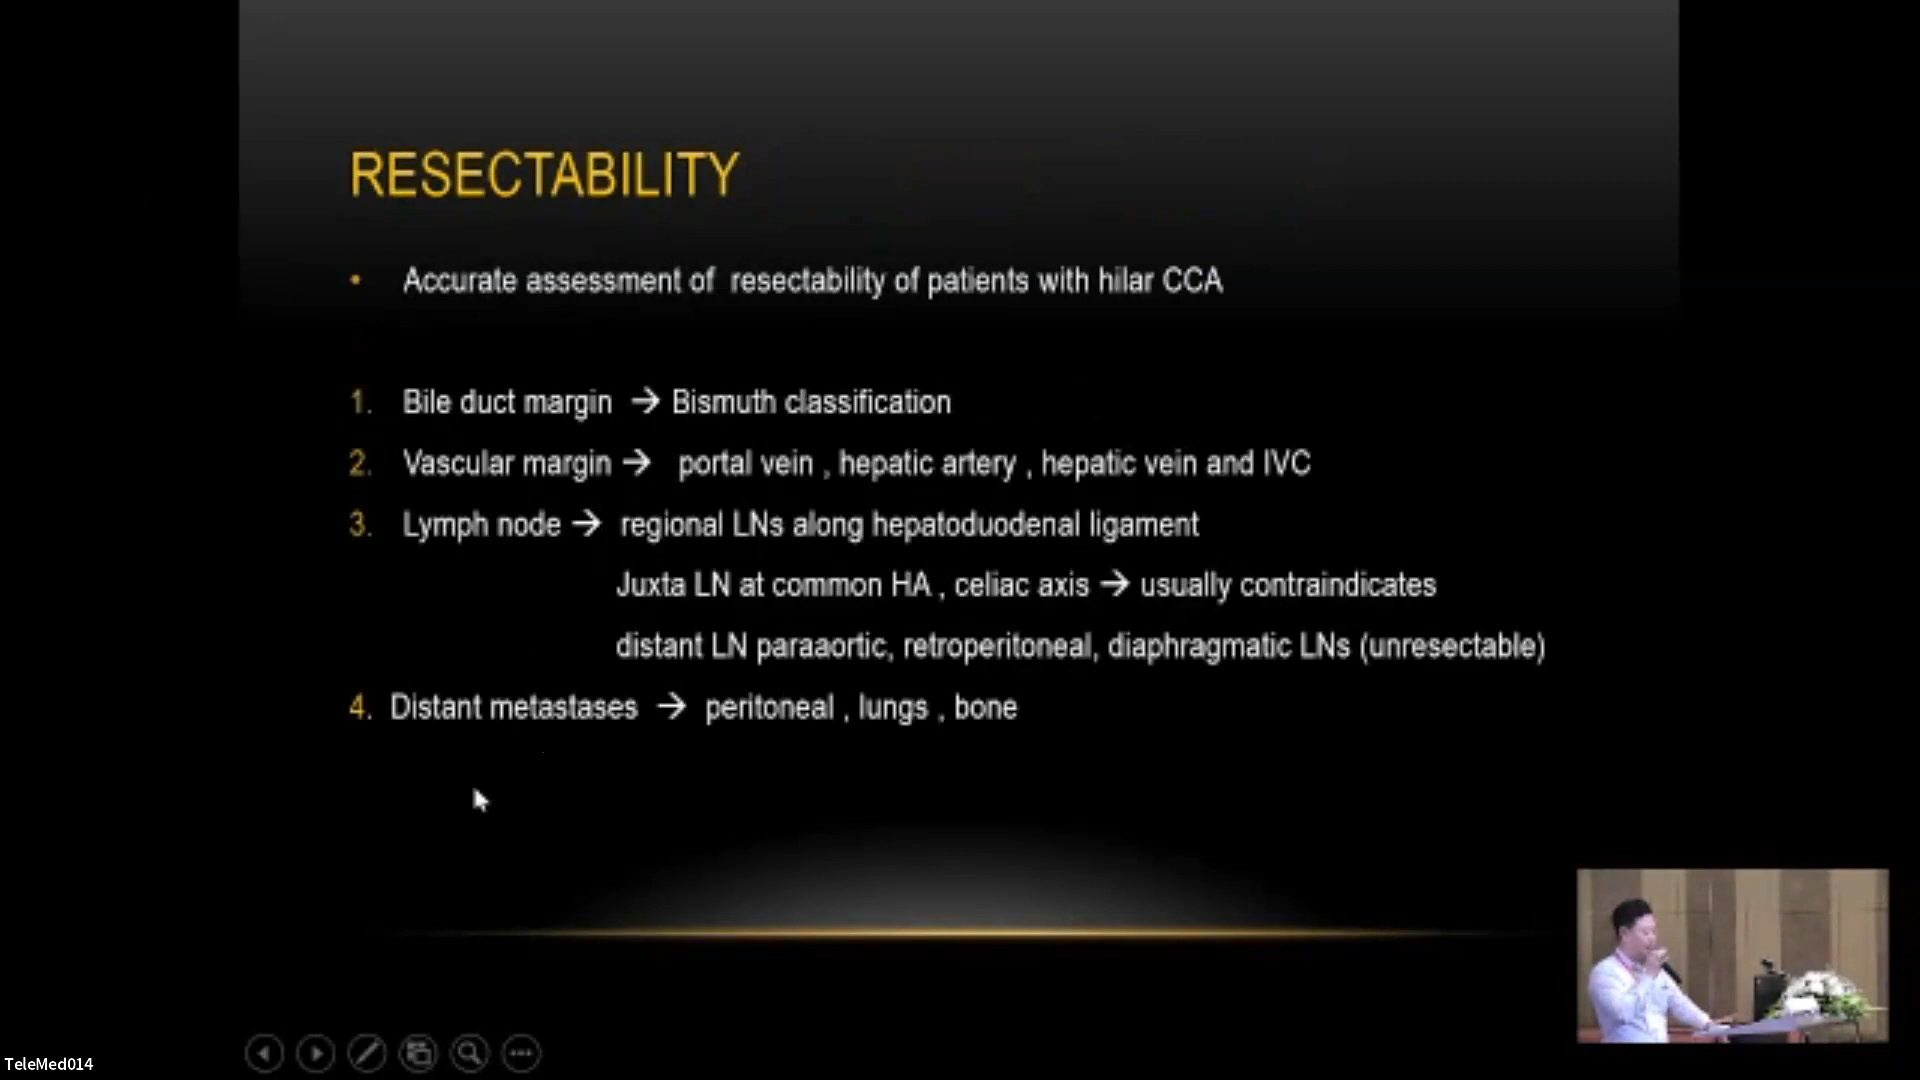 RESECTABILITY
• Accurate assessment of resectability of patients with hilar CCA
1. Bile duct margin → Bismuth classification
2. Vascular margin → portal vein , hepatic artery , hepatic vein and IVC
3. Lymph node → regional LNs along hepatoduodenal ligament
Juxta LN at common HA , celiac axis → usually contraindicates
distant LN paraaortic, retroperitoneal, diaphragmatic LNs (unresectable)
4. Distant metastases → peritoneal , lungs , bone
TeleMed014